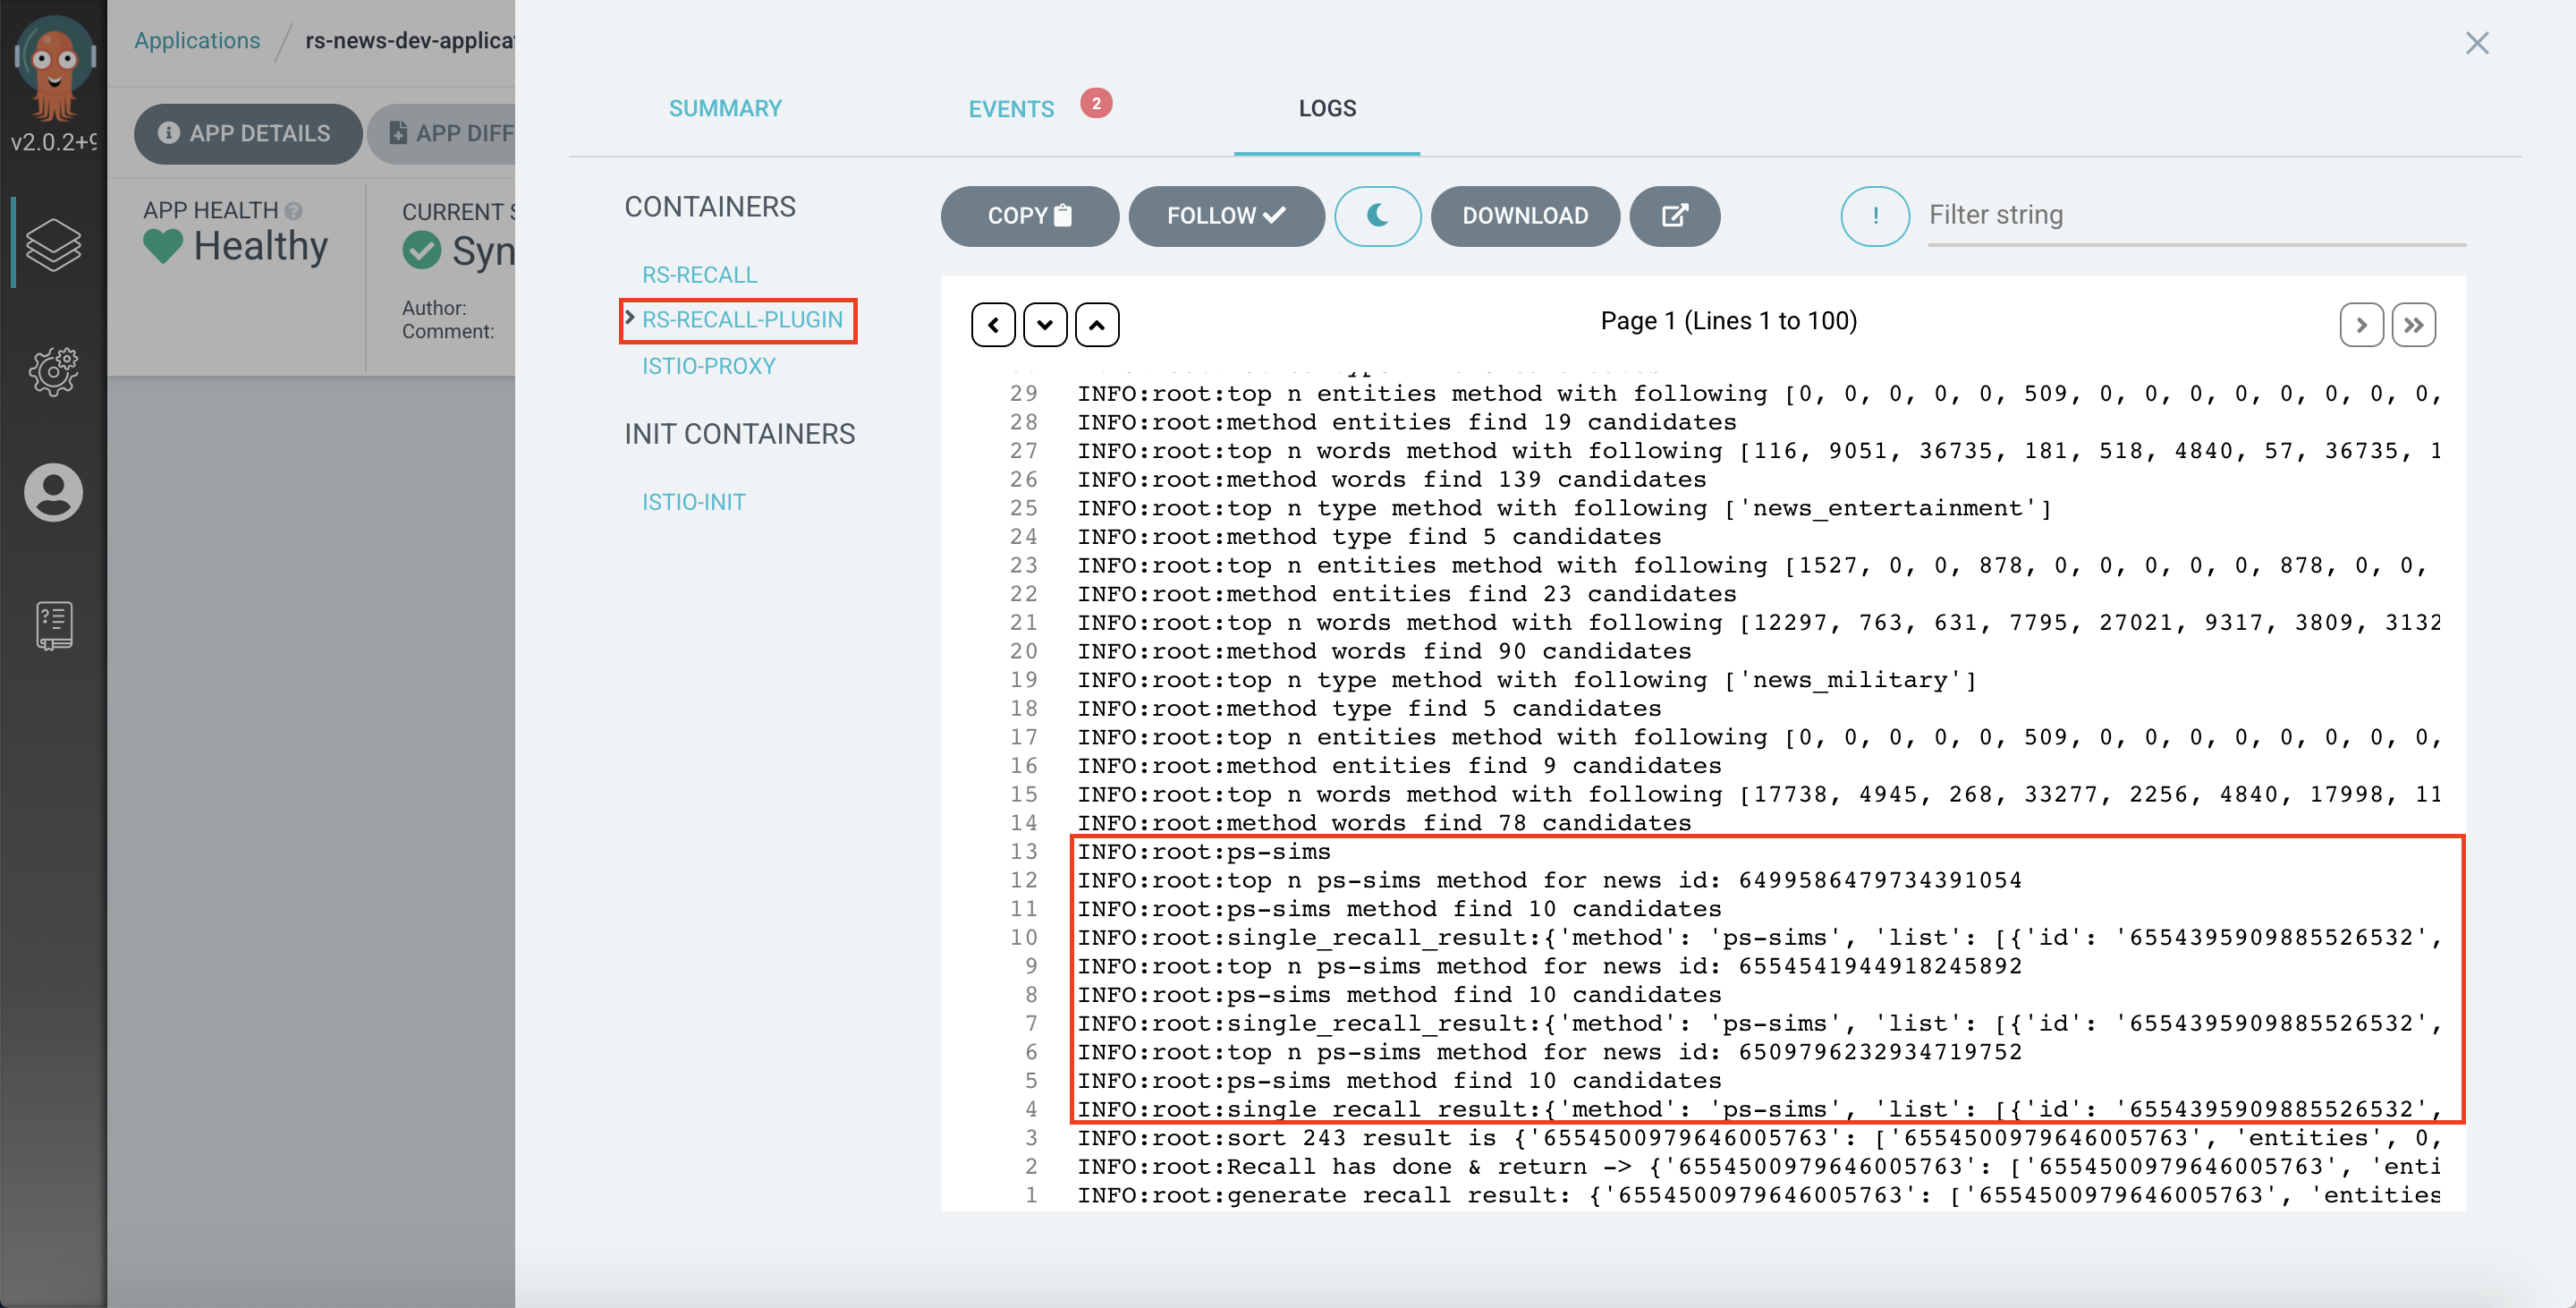 v2.0.2+9
Applications / rs-news-dev-applicat
APP DETAILS
APP DIFF
APP HEALTH
Healthy
CURRENT S
Syn
Author:
Comment:
SUMMARY
EVENTS 2
LOGS
CONTAINERS
RS-RECALL
RS-RECALL-PLUGIN
ISTIO-PROXY
INIT CONTAINERS
ISTIO-INIT
COPY
FOLLOW
DOWNLOAD
!
Filter string
Page 1 (Lines 1 to 100)
29 INFO:root:top n entities method with following [0, 0, 0, 0, 0, 509, 0, 0, 0, 0, 0, 0, 0, 0,
28 INFO:root:method entities find 19 candidates
27 INFO:root:top n words method with following [116, 9051, 36735, 181, 518, 4840, 57, 36735, 1
26 INFO:root:method words find 139 candidates
25 INFO:root:top n type method with following ['news_entertainment']
24 INFO:root:method type find 5 candidates
23 INFO:root:top n entities method with following [1527, 0, 0, 878, 0, 0, 0, 0, 0, 878, 0, 0,
22 INFO:root:method entities find 23 candidates
21 INFO:root:top n words method with following [12297, 763, 631, 7795, 27021, 9317, 3809, 3132
20 INFO:root:method words find 90 candidates
19 INFO:root:top n type method with following ['news_military']
18 INFO:root:method type find 5 candidates
17 INFO:root:top n entities method with following [0, 0, 0, 0, 0, 509, 0, 0, 0, 0, 0, 0, 0, 0,
16 INFO:root:method entities find 9 candidates
15 INFO:root:top n words method with following [17738, 4945, 268, 33277, 2256, 4840, 17998, 11
14 INFO:root:method words find 78 candidates
13 INFO:root:ps-sims
12 INFO:root:top n ps-sims method for news id: 6499586479734391054
11 INFO:root:ps-sims method find 10 candidates
10 INFO:root:single_recall_result:{'method': 'ps-sims', 'list': [{'id': '6554395909885526532',
9 INFO:root:top n ps-sims method for news id: 6554541944918245892
8 INFO:root:ps-sims method find 10 candidates
7 INFO:root:single_recall_result:{'method': 'ps-sims', 'list': [{'id': '6554395909885526532',
6 INFO:root:top n ps-sims method for news id: 6509796232934719752
5 INFO:root:ps-sims method find 10 candidates
4 INFO:root:single_recall_result:{'method': 'ps-sims', 'list': [{'id': '6554395909885526532',
3 INFO:root:sort 243 result is {'6554500979646005763': ['6554500979646005763', 'entities', 0,
2 INFO:root:Recall has done & return -> {'6554500979646005763': ['6554500979646005763', 'enti
1 INFO:root:generate recall result: {'6554500979646005763': ['6554500979646005763', 'entities